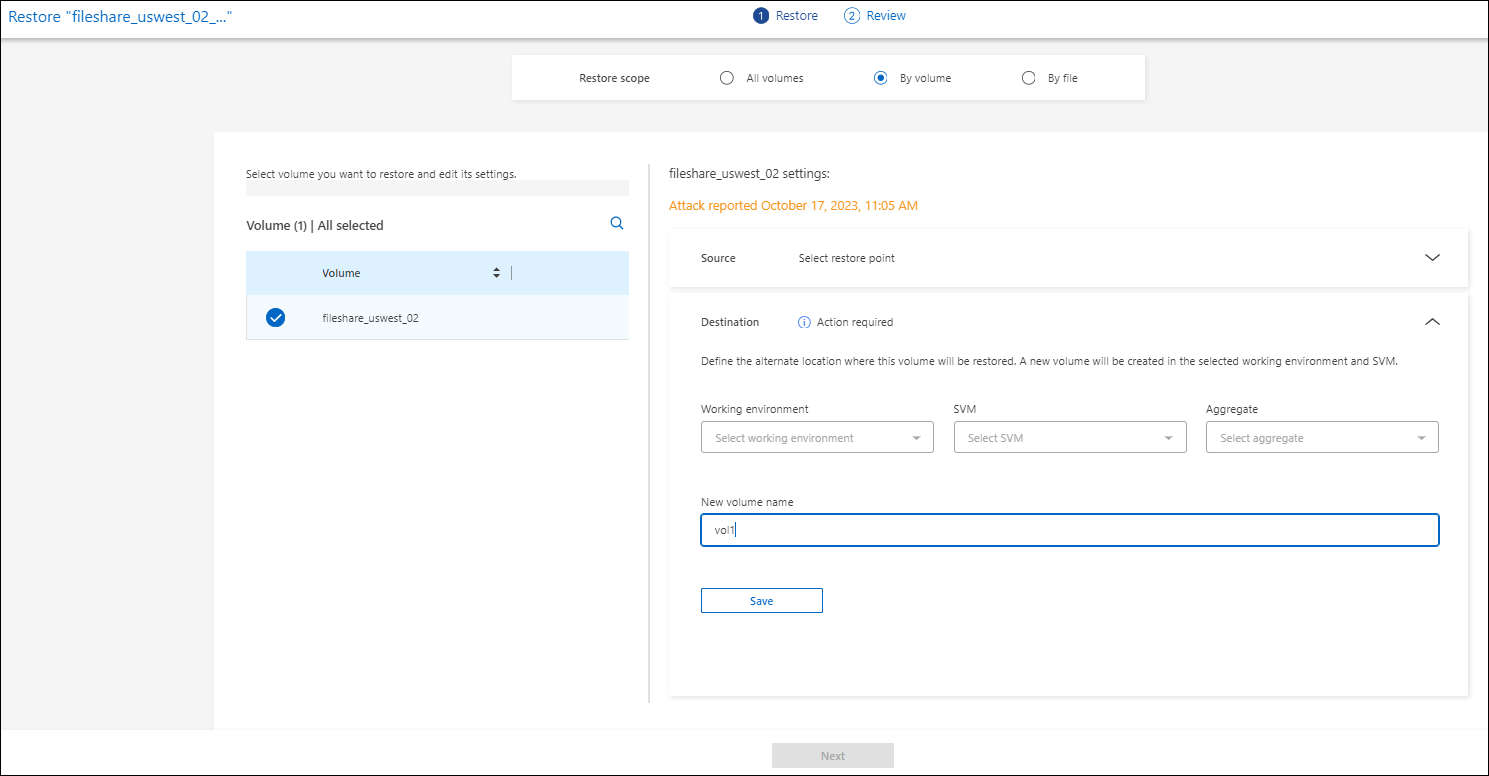 Restore "fileshare_uswest_02_..."
1 Restore
2 Review
Restore scope
All volumes
By volume
By file
Select volume you want to restore and edit its settings.
Volume (1) | All selected
Volume
fileshare_uswest_02
fileshare_uswest_02 settings:
Attack reported October 17, 2023, 11:05 AM
Source
Select restore point
Destination
Action required
Define the alternate location where this volume will be restored. A new volume will be created in the selected working environment and SVM.
Working environment
Select working environment
SVM
Select SVM
Aggregate
Select aggregate
New volume name
vol1
Save
Next